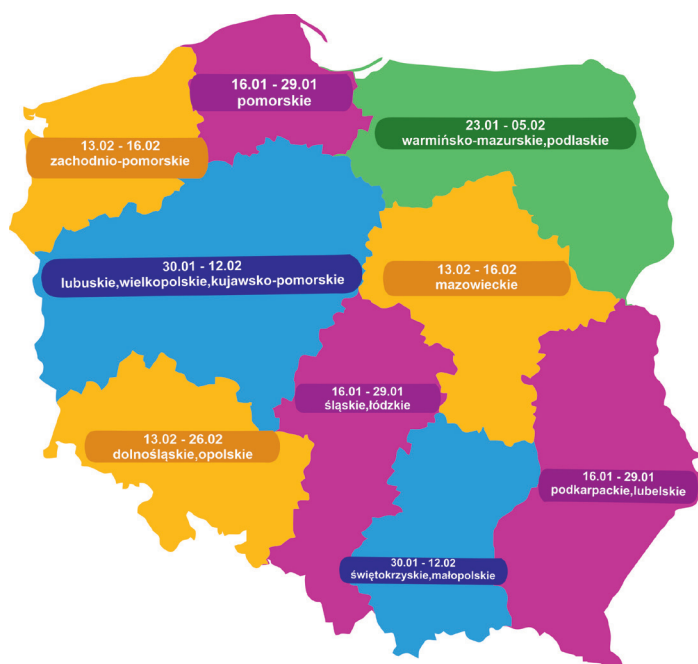 16.01 - 29.01
pomorskie
23.01 - 05.02
warmińsko-mazurskie,podlaskie
13.02 - 16.02
zachodnio-pomorskie
30.01 - 12.02
lubuskie,wielkopolskie,kujawsko-pomorskie
13.02 - 16.02
mazowieckie
16.01 - 29.01
śląskie,łódzkie
13.02 - 26.02
dolnośląskie,opolskie
16.01 - 29.01
podkarpackie,lubelskie
30.01 - 12.02
świętokrzyskie,małopolskie